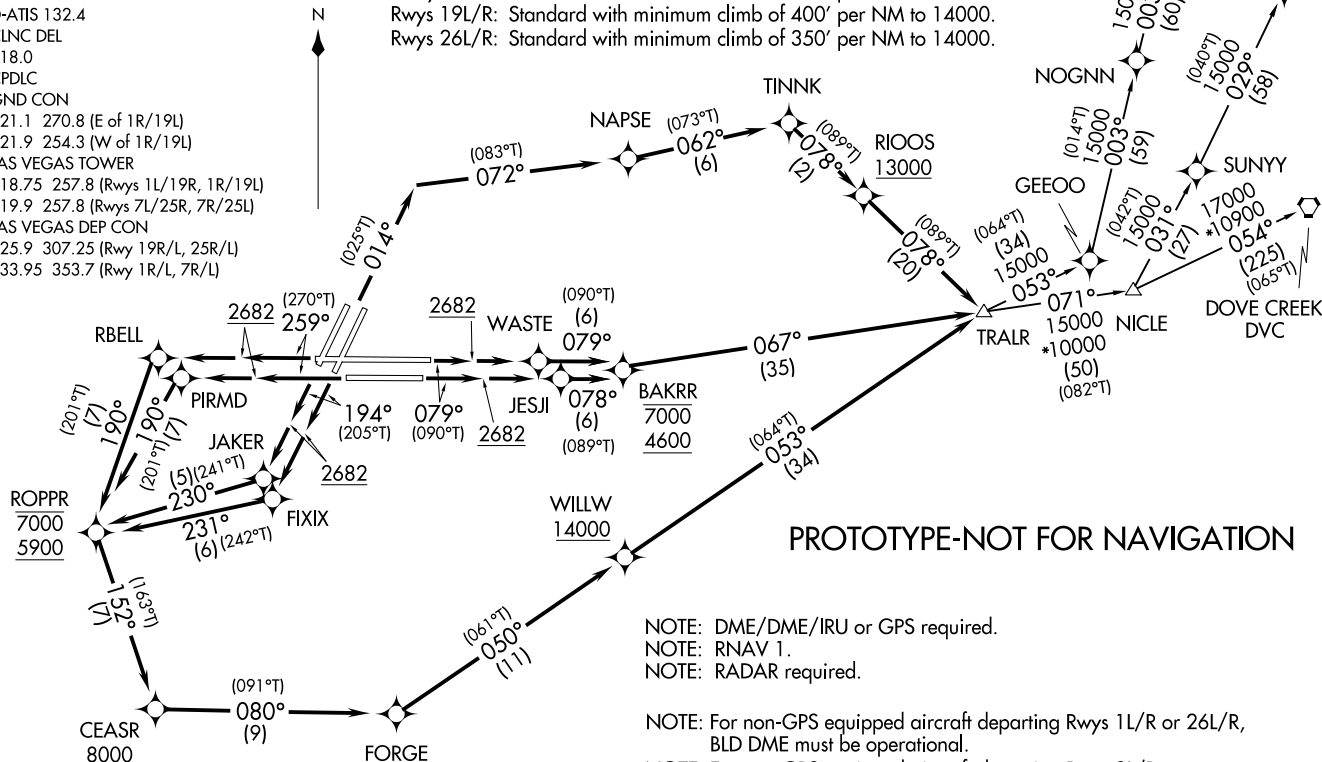 -ATIS 132.4
CLNC DEL
18.0
CPDLC
GND CON
21.1 270.8 (E of 1R/19L)
21.9 254.3 (W of 1R/19L)
LAS VEGAS TOWER
18.75 257.8 (Rwys 1L/19R, 1R/19L)
19.9 257.8 (Rwys 7L/25R, 7R/25L)
LAS VEGAS DEP CON
25.9 307.25 (Rwy 19R/L, 25R/L)
33.95 353.7 (Rwy 1R/L, 7R/L)
N
Rwys 19L/R: Standard with minimum climb of 400' per NM to 14000.
Rwys 26L/R: Standard with minimum climb of 350' per NM to 14000.
150
003
(60)
(040°T)
15000
029°
(58)
NOGNN
(014°T)
15000
003°
(59)
SUNYY
(042°T)
15000
031°
(27)
17000
*10900
054°
(225)
(065°T)
DOVE CREEK
DVC
GEEOO
TINNK
NAPSE
(073°T)
062°
(6)
(083°T)
072°
(089°T)
078°
(2)
RIOOS
13000
(089°T)
078°
(20)
(025°T)
014°
(064°T)
(34)
15000
053°
071°
15000
*10000
(50)
(082°T)
NICLE
TRALR
RBELL
2682
(270°T)
259°
2682
WASTE
(090°T)
(6)
079°
067°
(35)
PIRMD
194°
(205°T)
079°
(090°T)
2682
JESJI
078°
(6)
(089°T)
BAKRR
7000
4600
(201°T)
(7)
190°
190°
(7)
(201°T)
JAKER
2682
(5)(241°T)
230°
231°
(6)(242°T)
FIXIX
ROPPR
7000
5900
(064°T)
053°
(34)
WILLW
14000
PROTOTYPE-NOT FOR NAVIGATION
(163°T)
152°
(7)
(061°T)
050°
(11)
(091°T)
080°
(9)
CEASR
8000
FORGE
NOTE: DME/DME/IRU or GPS required.
NOTE: RNAV 1.
NOTE: RADAR required.
NOTE: For non-GPS equipped aircraft departing Rwys 1L/R or 26L/R,
BLD DME must be operational.